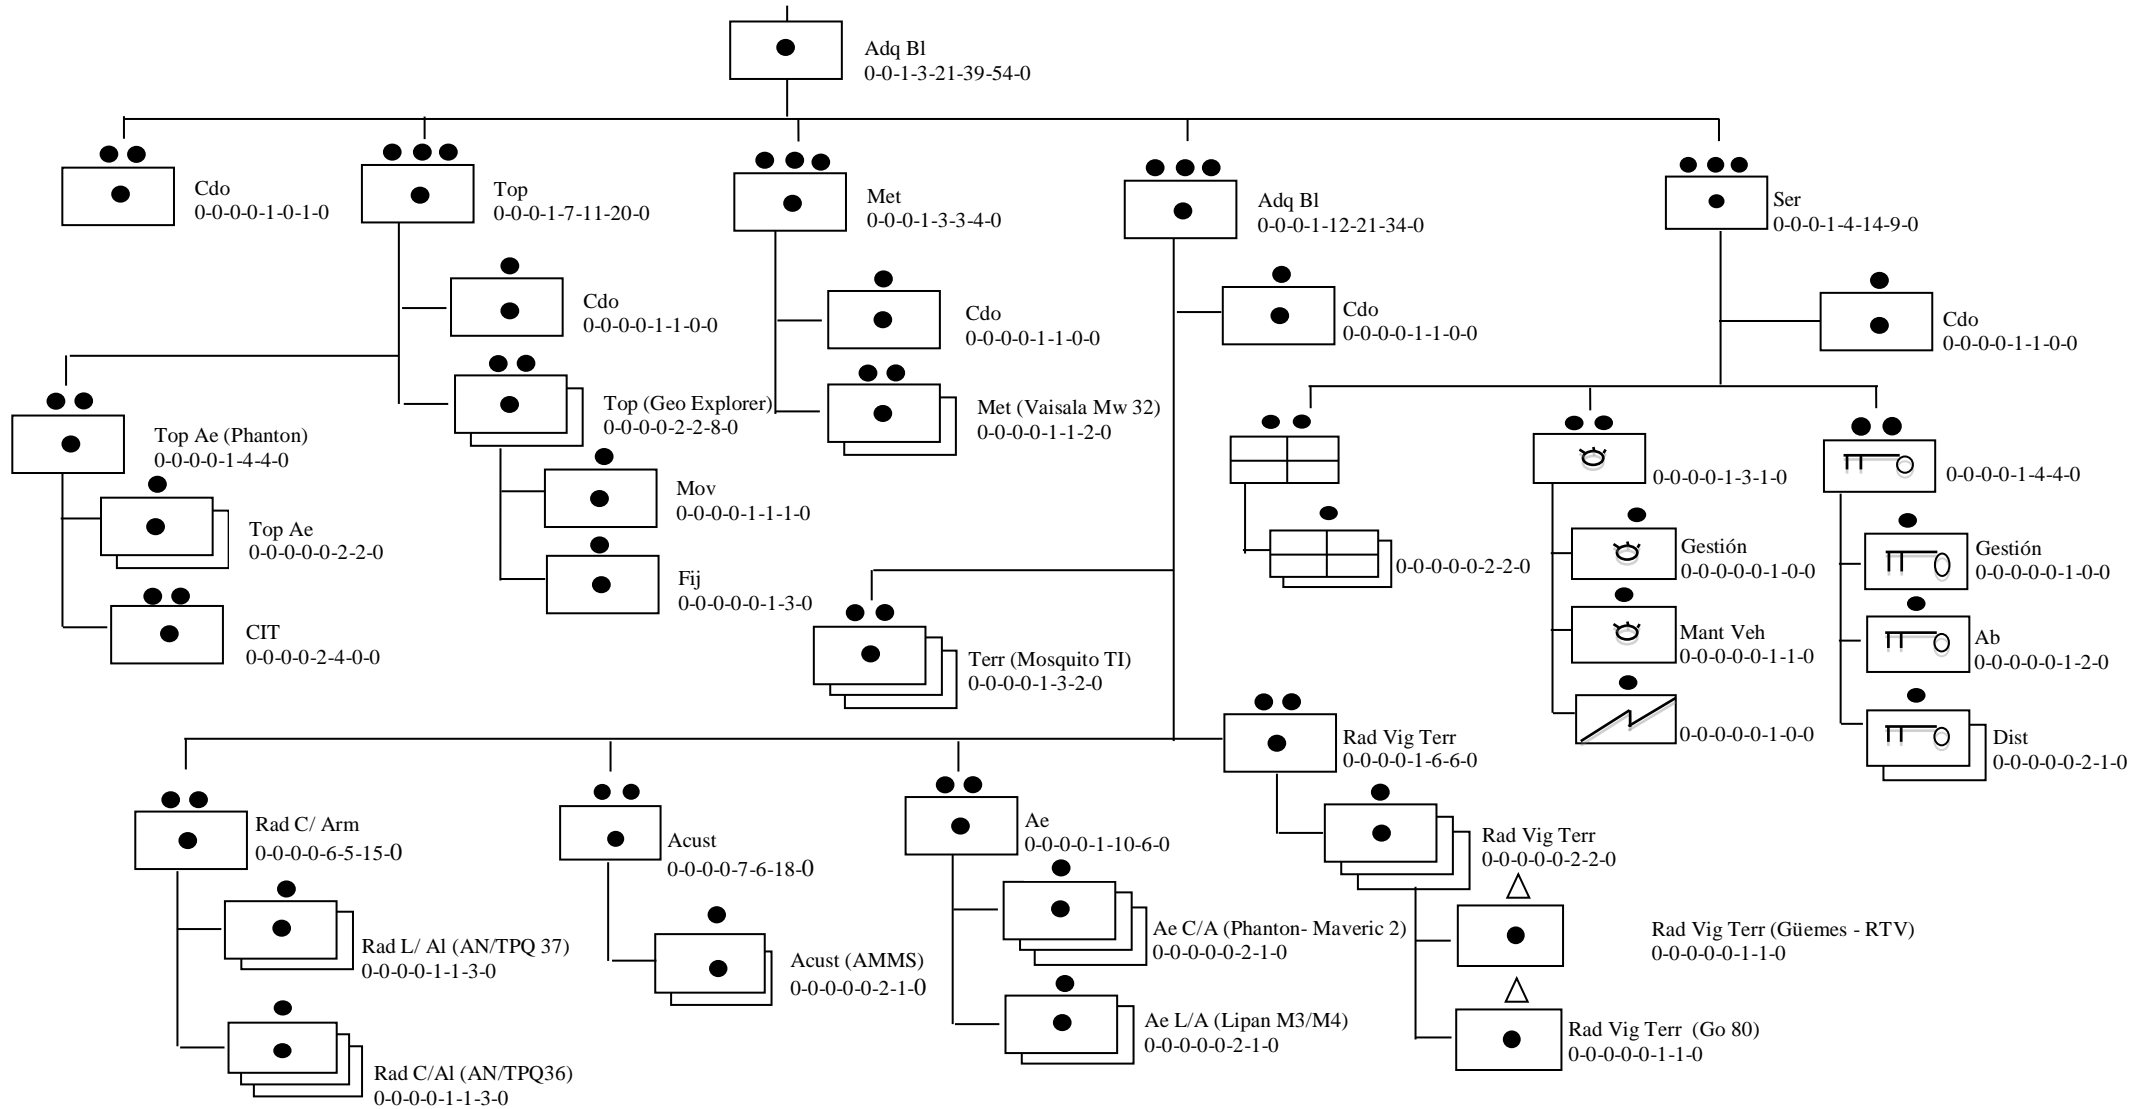 Adq Bl
0-0-1-3-21-39-54-0
Cdo
0-0-0-0-1-0-1-0
Top
0-0-0-1-7-11-20-0
Met
0-0-0-1-3-3-4-0
Adq Bl
0-0-0-1-12-21-34-0
Ser
0-0-0-1-4-14-9-0
Cdo
0-0-0-0-1-1-0-0
Cdo
0-0-0-0-1-1-0-0
Cdo
0-0-0-0-1-1-0-0
Cdo
0-0-0-0-1-1-0-0
Top Ae (Phanton)
0-0-0-0-1-4-4-0
Top (Geo Explorer)
0-0-0-0-2-2-8-0
Met (Vaisala Mw 32)
0-0-0-0-1-1-2-0
0-0-0-0-1-3-1-0
0-0-0-0-1-4-4-0
Top Ae
0-0-0-0-0-2-2-0
Mov
0-0-0-0-1-1-1-0
0-0-0-0-0-2-2-0
Gestión
0-0-0-0-0-1-0-0
Gestión
0-0-0-0-0-1-0-0
CIT
0-0-0-0-2-4-0-0
Fij
0-0-0-0-0-1-3-0
Terr (Mosquito TI)
0-0-0-0-1-3-2-0
Mant Veh
0-0-0-0-0-1-1-0
Ab
0-0-0-0-0-1-2-0
Rad Vig Terr
0-0-0-0-1-6-6-0
0-0-0-0-0-1-0-0
Dist
0-0-0-0-0-2-1-0
Rad C/ Arm
0-0-0-0-6-5-15-0
Acust
0-0-0-0-7-6-18-0
Ae
0-0-0-0-1-10-6-0
Rad Vig Terr
0-0-0-0-0-2-2-0
Rad L/ Al (AN/TPQ 37)
0-0-0-0-1-1-3-0
Acust (AMMS)
0-0-0-0-0-2-1-0
Ae C/A (Phanton- Maveric 2)
0-0-0-0-0-2-1-0
Rad Vig Terr (Güemes - RTV)
0-0-0-0-0-1-1-0
Rad C/Al (AN/TPQ36)
0-0-0-0-1-1-3-0
Ae L/A (Lipan M3/M4)
0-0-0-0-0-2-1-0
Rad Vig Terr (Go 80)
0-0-0-0-0-1-1-0